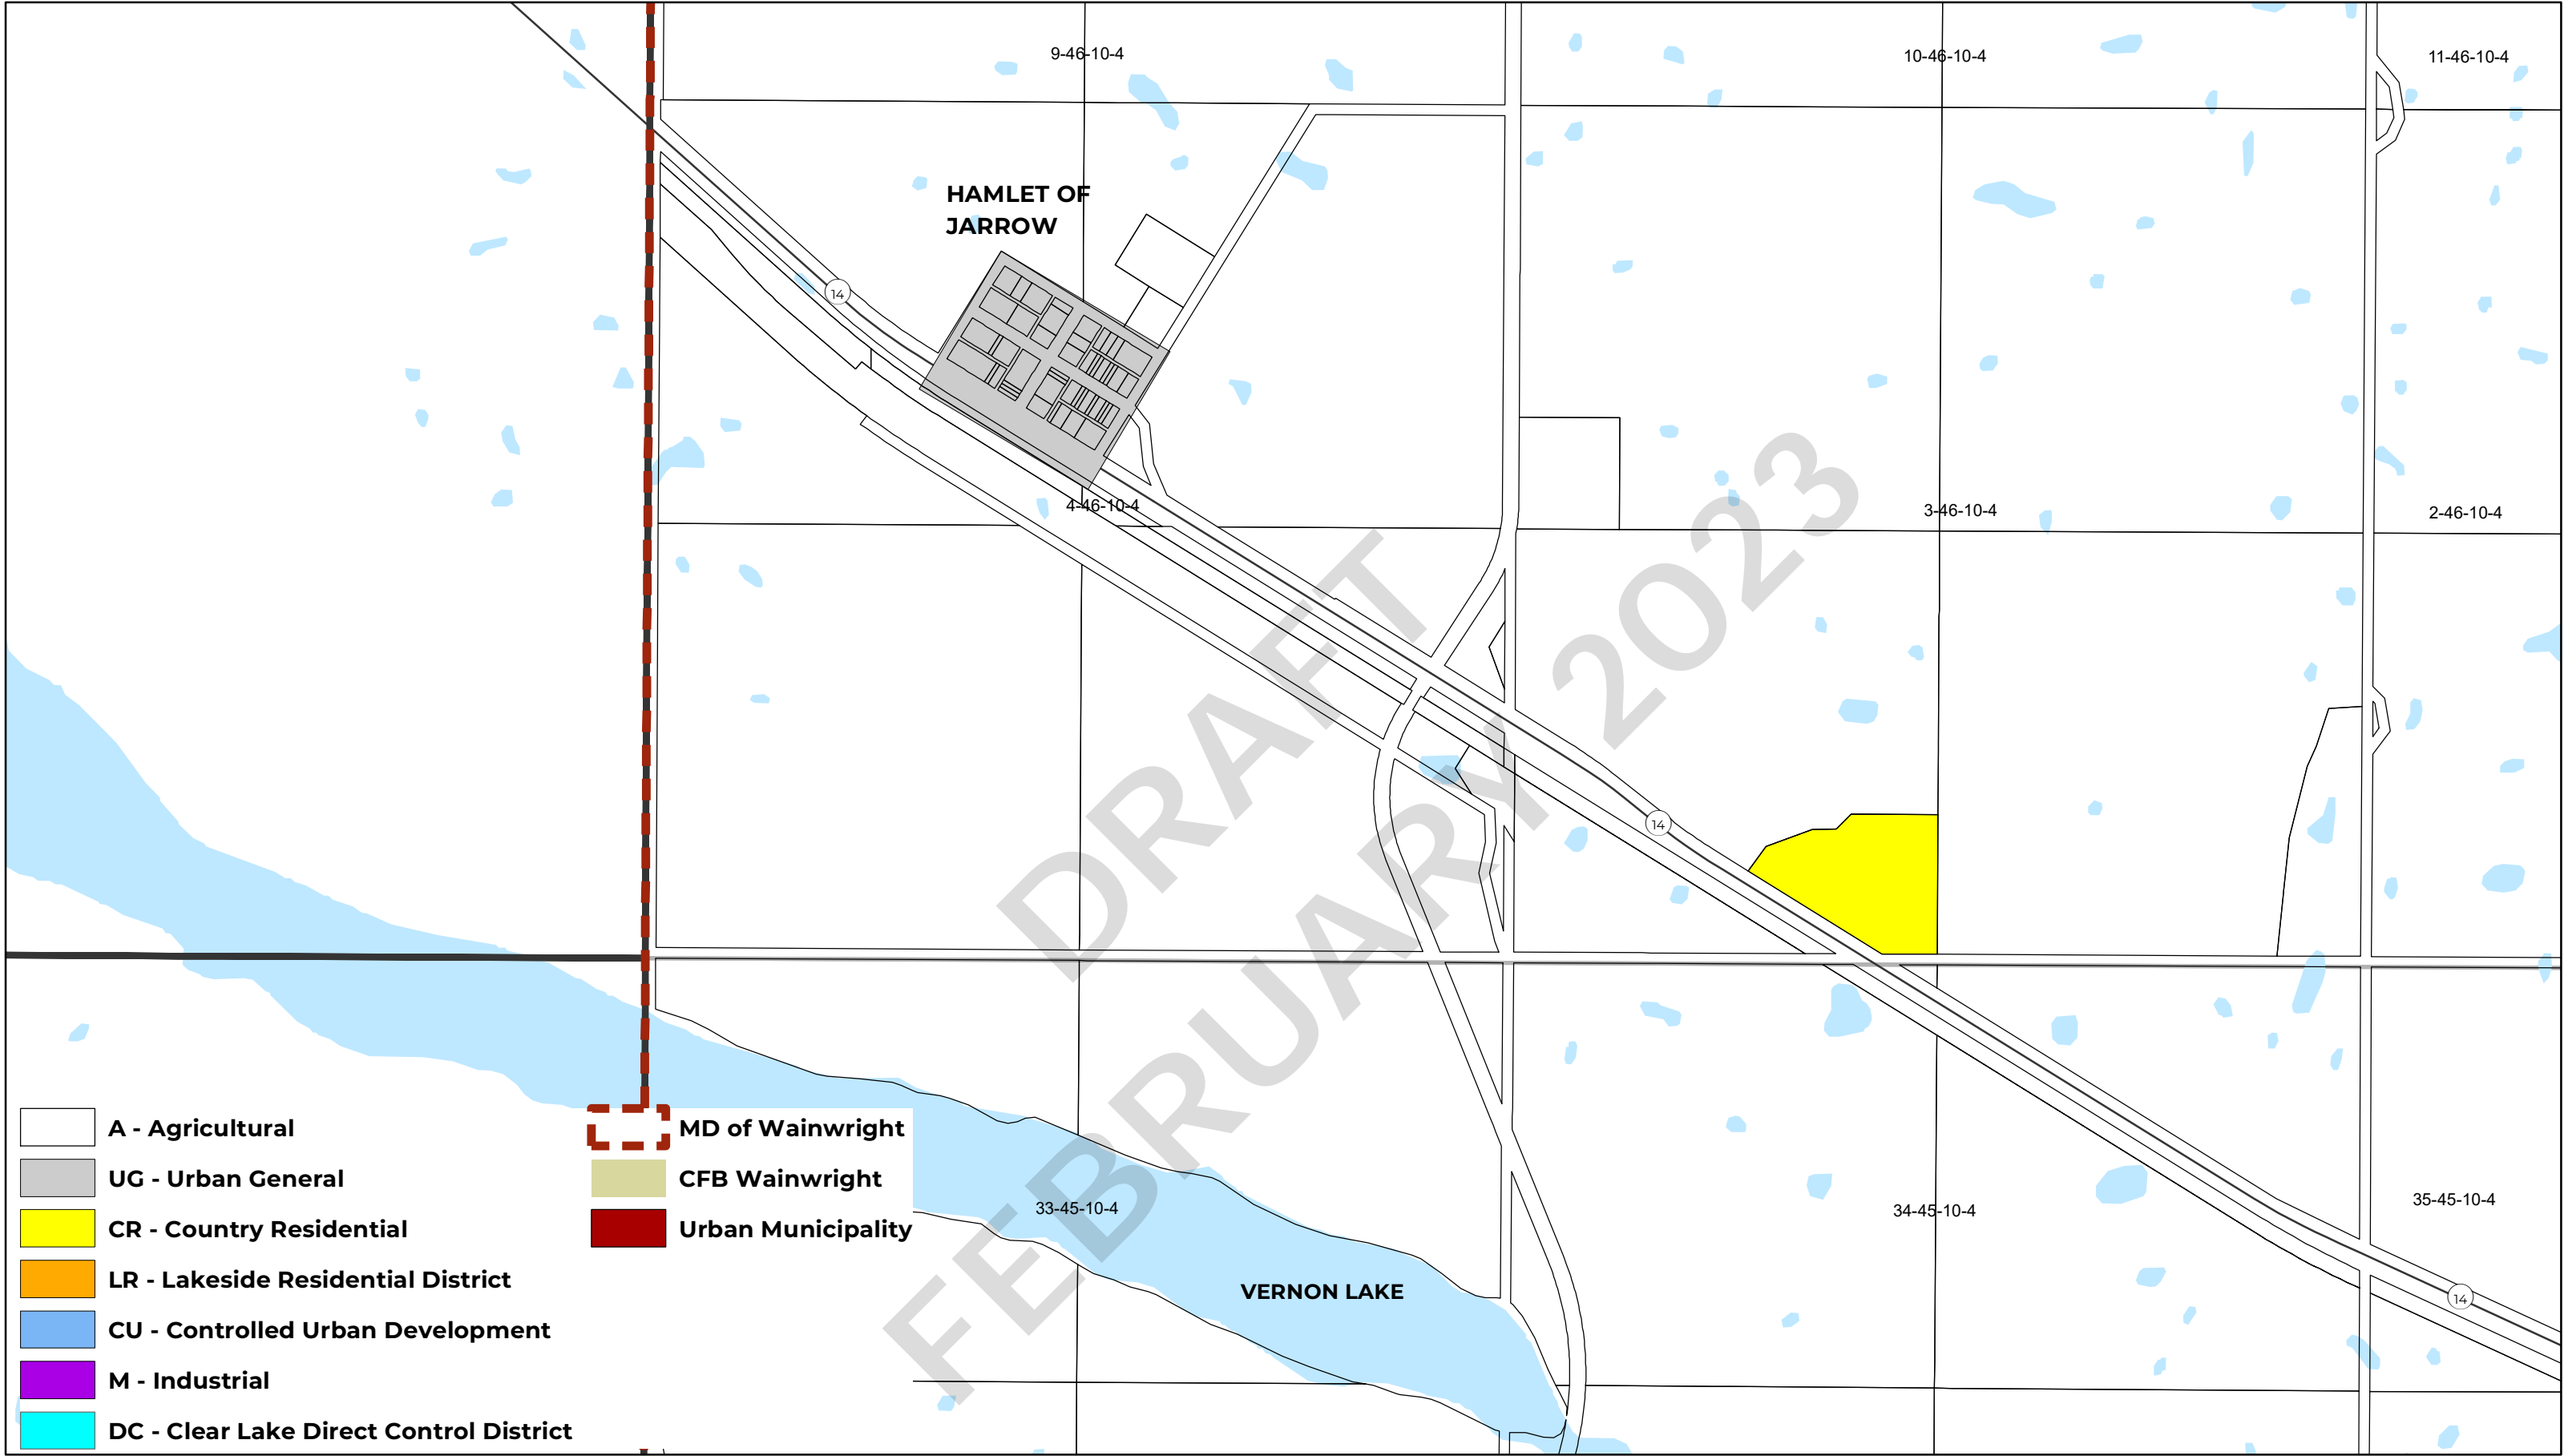 9-46-10-4
10-46-10-4
11-46-10-4
HAMLET OF
JARROW
14
4-46-10-4
3-46-10-4
2-46-10-4
DRAFT
FEBRUARY 2023
14
A - Agricultural
UG - Urban General
CR - Country Residential
LR - Lakeside Residential District
CU - Controlled Urban Development
M - Industrial
DC - Clear Lake Direct Control District
MD of Wainwright
CFB Wainwright
Urban Municipality
33-45-10-4
34-45-10-4
35-45-10-4
VERNON LAKE
14